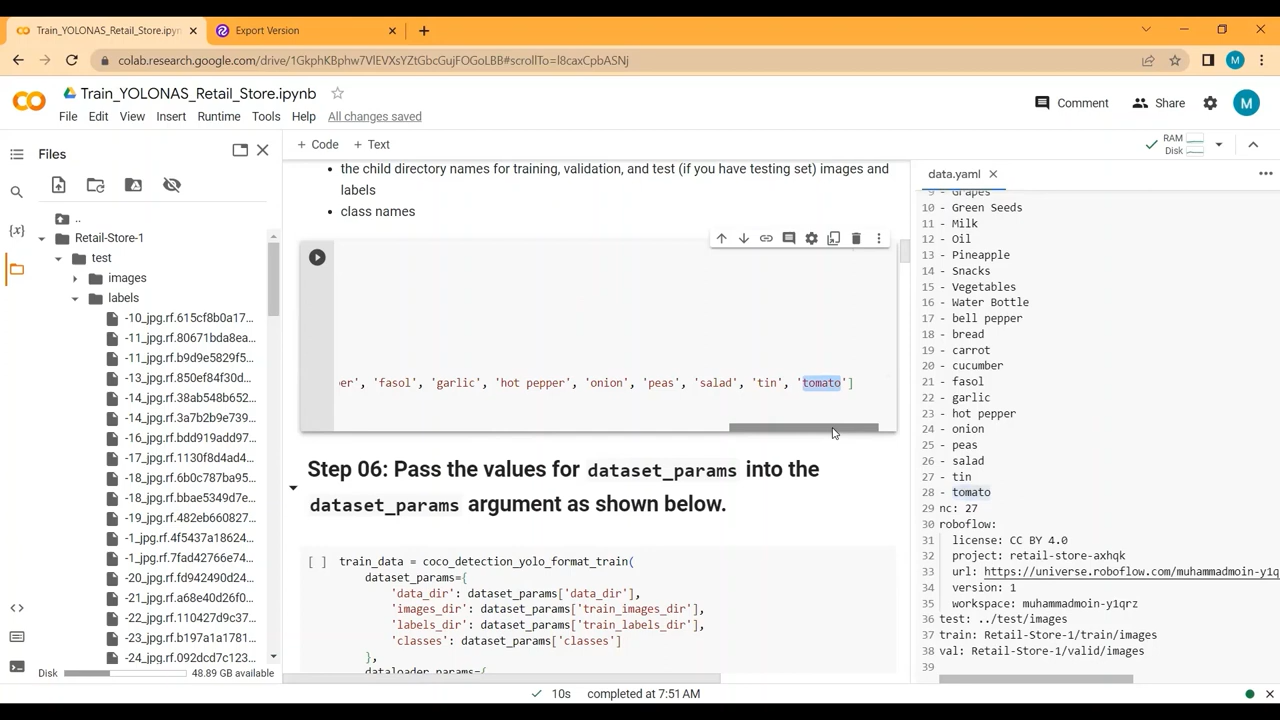 Train_YOLONAS_Retail_Store.ipyn
Export Version
colab.research.google.com/drive/1GkphKBphw7VlEVXsYZtGbcGujFOGoLBB#scrollTo=I8caxCpbASNj
M
Train_YOLONAS_Retail_Store.ipynb
File Edit View Insert Runtime Tools Help All changes saved
Comment
Share
M
Files
+ Code + Text
RAM
Disk
..
Retail-Store-1
test
images
labels
-10_jpg.rf.615cf8b0a17...
-11_jpg.rf.80671bda8ea...
-11_jpg.rf.b9d9e5829f5...
-13_jpg.rf.850ef84f30d...
-14_jpg.rf.38ab548b652...
-14_jpg.rf.3a7b2b9e739...
-16_jpg.rf.bdd919add97...
-17_jpg.rf.1130f8d4ad4...
-18_jpg.rf.6b0c787ba95...
-18_jpg.rf.bbae5349d7e...
-19_jpg.rf.482eb660827...
-1_jpg.rf.4f5437a18624...
-1_jpg.rf.7fad42766e74...
-20_jpg.rf.fd942490d24...
-21_jpg.rf.a68e40d26f0...
-22_jpg.rf.110427d9c37...
-23_jpg.rf.b197a1a1781...
-24_jpg.rf.092dcd7c123...
Disk
48.89 GB available
the child directory names for training, validation, and test (if you have testing set) images and
labels
class names
er', 'fasol', 'garlic', 'hot pepper', 'onion', 'peas', 'salad', 'tin', 'tomato']
Step 06: Pass the values for dataset_params into the
dataset_params argument as shown below.
[ ] train_data = coco_detection_yolo_format_train(
dataset_params={
'data_dir': dataset_params['data_dir'],
'images_dir': dataset_params['train_images_dir'],
'labels_dir': dataset_params['train_labels_dir'],
'classes': dataset_params['classes']
},
dataloader_params={
data.yaml
9 - Grapes
10 - Green Seeds
11 - Milk
12 - Oil
13 - Pineapple
14 - Snacks
15 - Vegetables
16 - Water Bottle
17 - bell pepper
18 - bread
19 - carrot
20 - cucumber
21 - fasol
22 - garlic
23 - hot pepper
24 - onion
25 - peas
26 - salad
27 - tin
28 - tomato
29 nc: 27
30 roboflow:
31 license: CC BY 4.0
32 project: retail-store-axhqk
33 url: https://universe.roboflow.com/muhammadmoin-y1q
34 version: 1
35 workspace: muhammadmoin-y1qrz
36 test: ../test/images
37 train: Retail-Store-1/train/images
38 val: Retail-Store-1/valid/images
39
10s completed at 7:51 AM